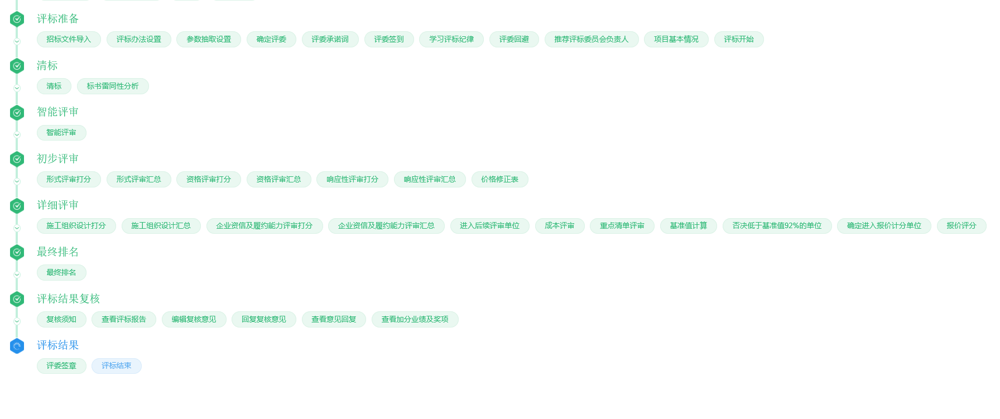 评标准备
招标文件导入 评标办法设置 参数抽取设置 确定评委 评委承诺词 评委签到 学习评标纪律 评委回避 推荐评标委员会负责人 项目基本情况 评标开始
清标
清标 标书雷同性分析
智能评审
智能评审
初步评审
形式评审打分 形式评审汇总 资格评审打分 资格评审汇总 响应性评审打分 响应性评审汇总 价格修正表
详细评审
施工组织设计打分 施工组织设计汇总 企业资信及履约能力评审打分 企业资信及履约能力评审汇总 进入后续评审单位 成本评审 重点清单评审 基准值计算 否决低于基准值92%的单位 确定进入报价计分单位 报价评分
最终排名
最终排名
评标结果复核
复核须知 查看评标报告 编辑复核意见 回复复核意见 查看意见回复 查看加分业绩及奖项
评标结果
评委签章 评标结束